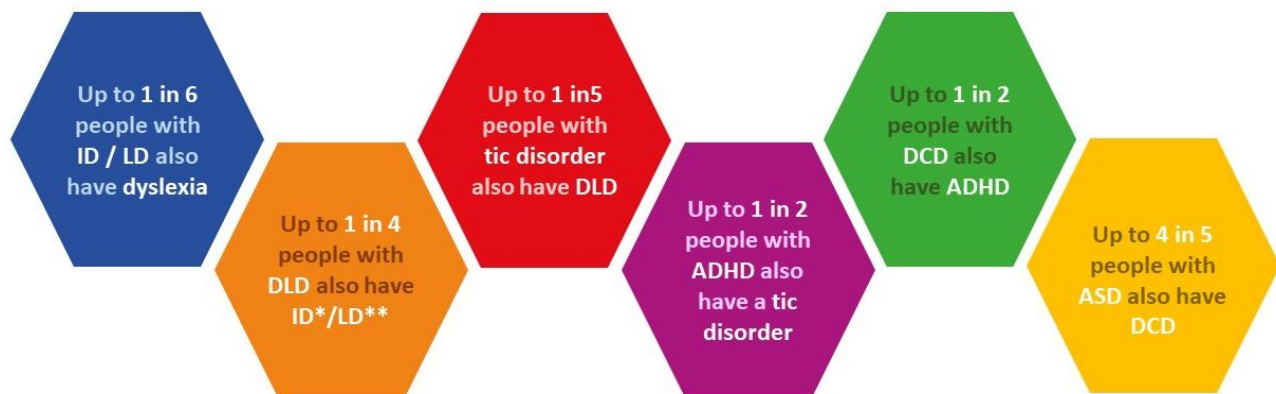 Up to 1 in 6
people with
ID / LD also
have dyslexia
Up to 1 in 4
people with
DLD also have
ID*/LD**
Up to 1 in5
people with
tic disorder
also have DLD
Up to 1 in 2
people with
ADHD also
have a tic
disorder
Up to 1 in 2
people with
DCD also
have ADHD
Up to 4 in 5
people with
ASD also have
DCD